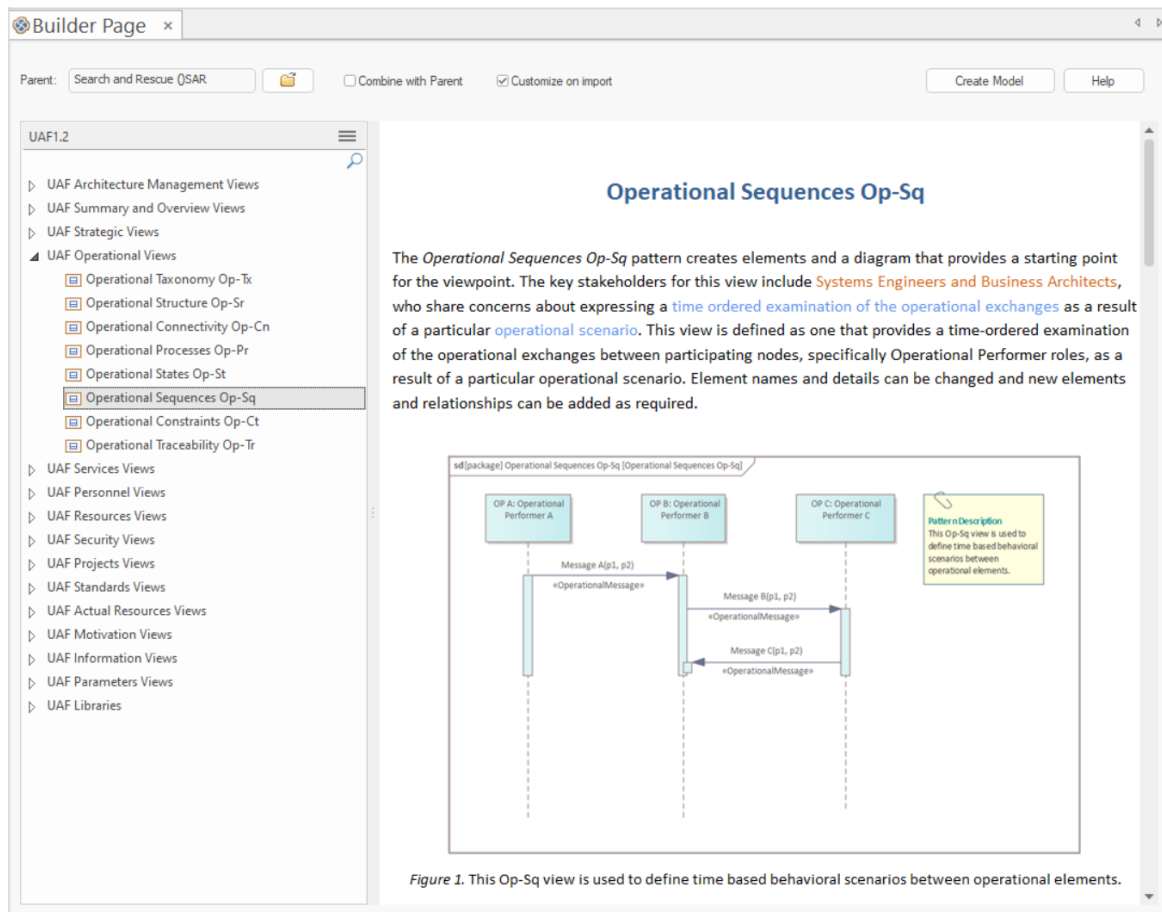 Builder Page ×
Parent: Search and Rescue ()SAR Combine with Parent Customize on import Create Model Help
UAF1.2
UAF Architecture Management Views
UAF Summary and Overview Views
UAF Strategic Views
UAF Operational Views
Operational Taxonomy Op-Tx
Operational Structure Op-Sr
Operational Connectivity Op-Cn
Operational Processes Op-Pr
Operational States Op-St
Operational Sequences Op-Sq
Operational Constraints Op-Ct
Operational Traceability Op-Tr
UAF Services Views
UAF Personnel Views
UAF Resources Views
UAF Security Views
UAF Projects Views
UAF Standards Views
UAF Actual Resources Views
UAF Motivation Views
UAF Information Views
UAF Parameters Views
UAF Libraries
Operational Sequences Op-Sq
The Operational Sequences Op-Sq pattern creates elements and a diagram that provides a starting point
for the viewpoint. The key stakeholders for this view include Systems Engineers and Business Architects,
who share concerns about expressing a time ordered examination of the operational exchanges as a result
of a particular operational scenario. This view is defined as one that provides a time-ordered examination
of the operational exchanges between participating nodes, specifically Operational Performer roles, as a
result of a particular operational scenario. Element names and details can be changed and new elements
and relationships can be added as required.
sd [package] Operational Sequences Op-Sq [Operational Sequences Op-Sq]
OP A: Operational
Performer A
OP B: Operational
Performer B
OP C: Operational
Performer C
Pattern Description
This Op-Sq view is used to
define time based behavioral
scenarios between
operational elements.
Message A(p1, p2)
«OperationalMessage»
Message B(p1, p2)
«OperationalMessage»
Message C(p1, p2)
«OperationalMessage»
Figure 1. This Op-Sq view is used to define time based behavioral scenarios between operational elements.